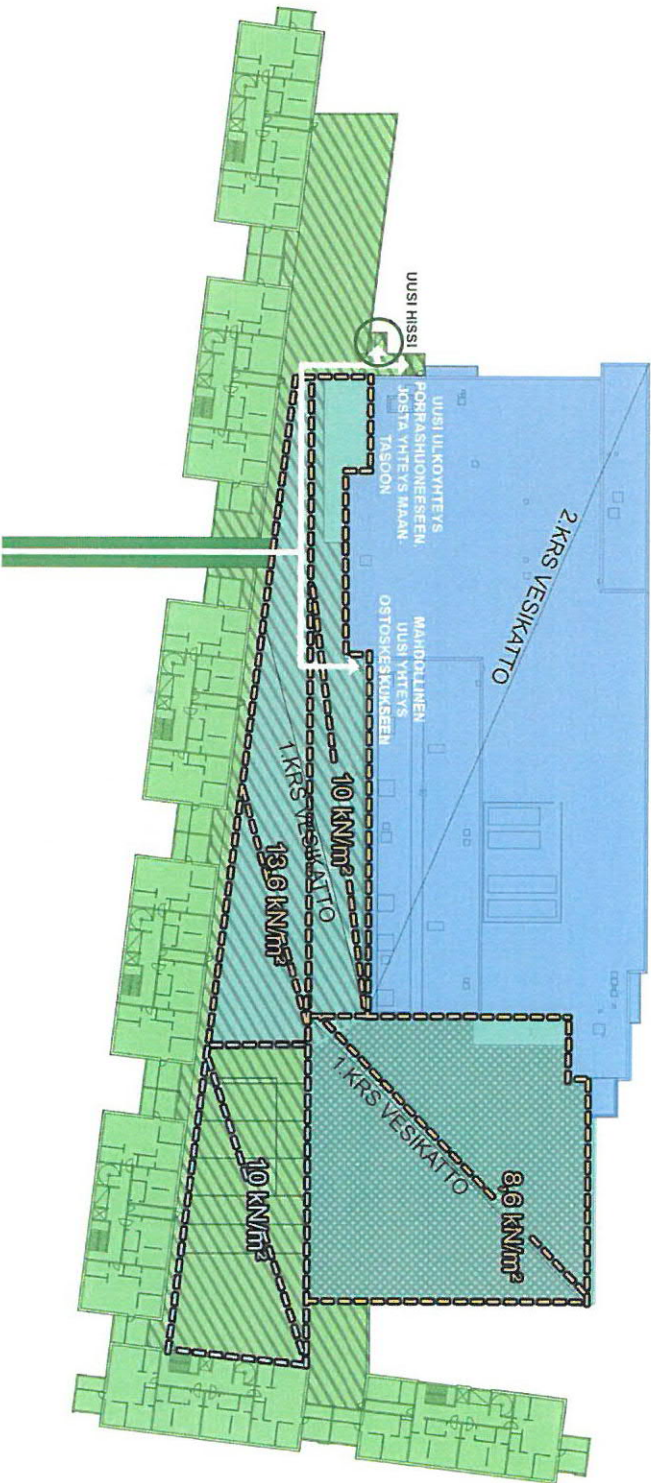 UUSI HISSI
UUSI ULKOYHTEYS
PORRASHUONEESEEN,
JOSTA YHTEYS MAAN
TASOON
2.KRS VESIKATTO
MAHDOLLINEN
UUSI YHTEYS
OSTOSKESKUKSEEN
10 kN/m²
1.KRS VESIKATTO
13,6 kN/m²
1.KRS VESIKATTO
8,6 kN/m²
10 kN/m²